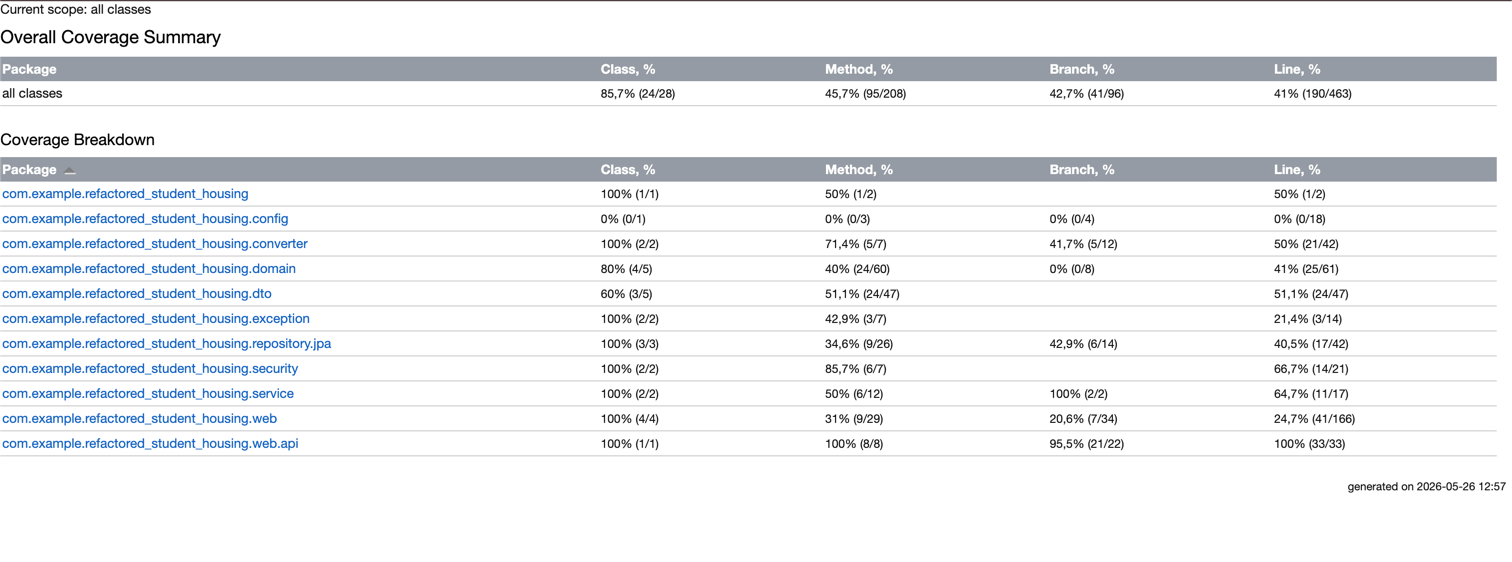 Current scope: all classes
Overall Coverage Summary
Package Class, % Method, % Branch, % Line, %
all classes 85,7% (24/28) 45,7% (95/208) 42,7% (41/96) 41% (190/463)
Coverage Breakdown
Package Class, % Method, % Branch, % Line, %
com.example.refactored_student_housing 100% (1/1) 50% (1/2) 50% (1/2)
com.example.refactored_student_housing.config 0% (0/1) 0% (0/3) 0% (0/4) 0% (0/18)
com.example.refactored_student_housing.converter 100% (2/2) 71,4% (5/7) 41,7% (5/12) 50% (21/42)
com.example.refactored_student_housing.domain 80% (4/5) 40% (24/60) 0% (0/8) 41% (25/61)
com.example.refactored_student_housing.dto 60% (3/5) 51,1% (24/47) 51,1% (24/47)
com.example.refactored_student_housing.exception 100% (2/2) 42,9% (3/7) 21,4% (3/14)
com.example.refactored_student_housing.repository.jpa 100% (3/3) 34,6% (9/26) 42,9% (6/14) 40,5% (17/42)
com.example.refactored_student_housing.security 100% (2/2) 85,7% (6/7) 66,7% (14/21)
com.example.refactored_student_housing.service 100% (2/2) 50% (6/12) 100% (2/2) 64,7% (11/17)
com.example.refactored_student_housing.web 100% (4/4) 31% (9/29) 20,6% (7/34) 24,7% (41/166)
com.example.refactored_student_housing.web.api 100% (1/1) 100% (8/8) 95,5% (21/22) 100% (33/33)
generated on 2026-05-26 12:57